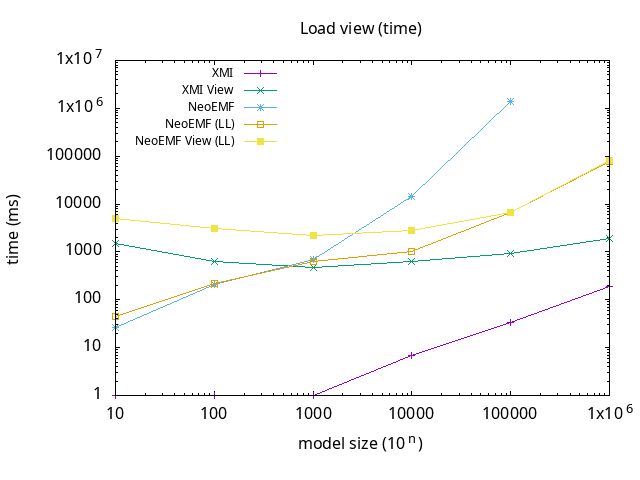 Load view (time)
1x10^7
1x10^6
100000
10000
1000
100
10
1
time (ms)
XMI
XMI View
NeoEMF
NeoEMF (LL)
NeoEMF View (LL)
10 100 1000 10000 100000 1x10^6
model size (10^n)